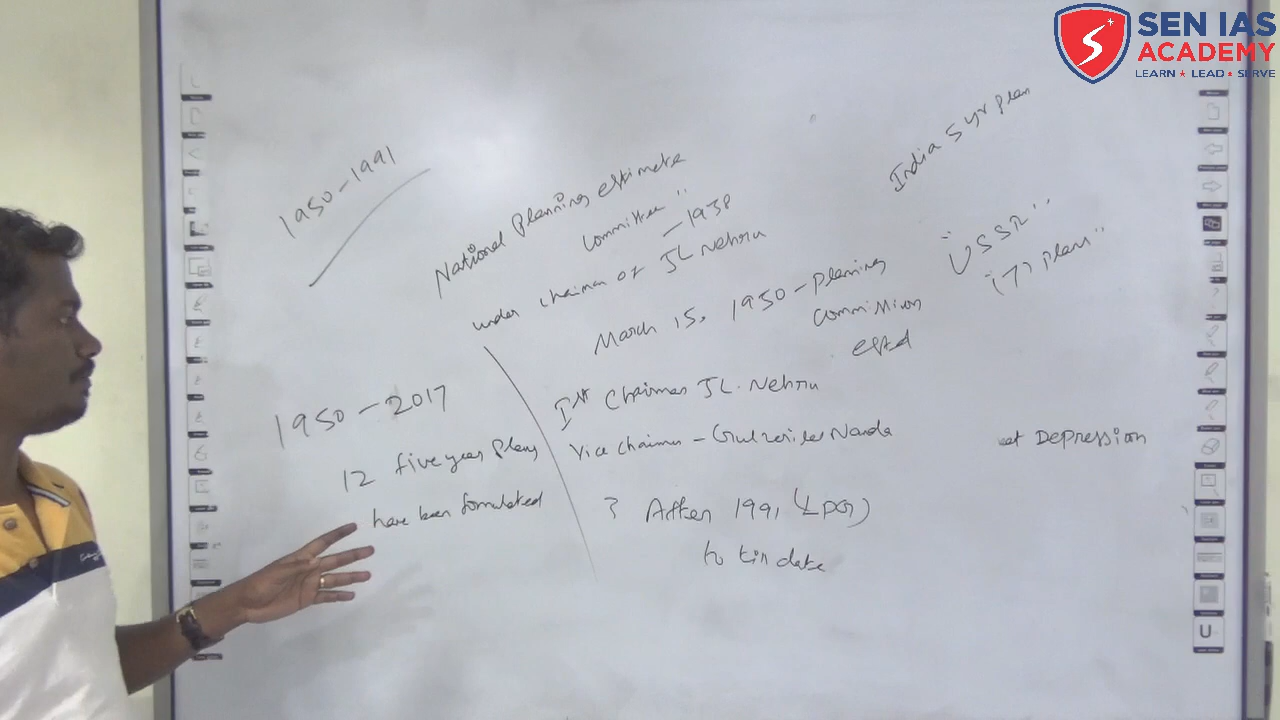 SEN IAS
ACADEMY
LEARN ★ LEAD ★ SERVE
1950-1991
National Planning estimate
Committee"
-1938
under chairman of JL Nehru
March 15, 1950 - Planning
Commission
estd
India 5 yr Plan
"USSR"
(7) Plans"
1950-2017
12 five year Plans
have been formulated
Ist Chairman JL. Nehru
Vice chairman - Gulzarilal Nanda
? After 1991 (LPG)
to till date
Depression
U